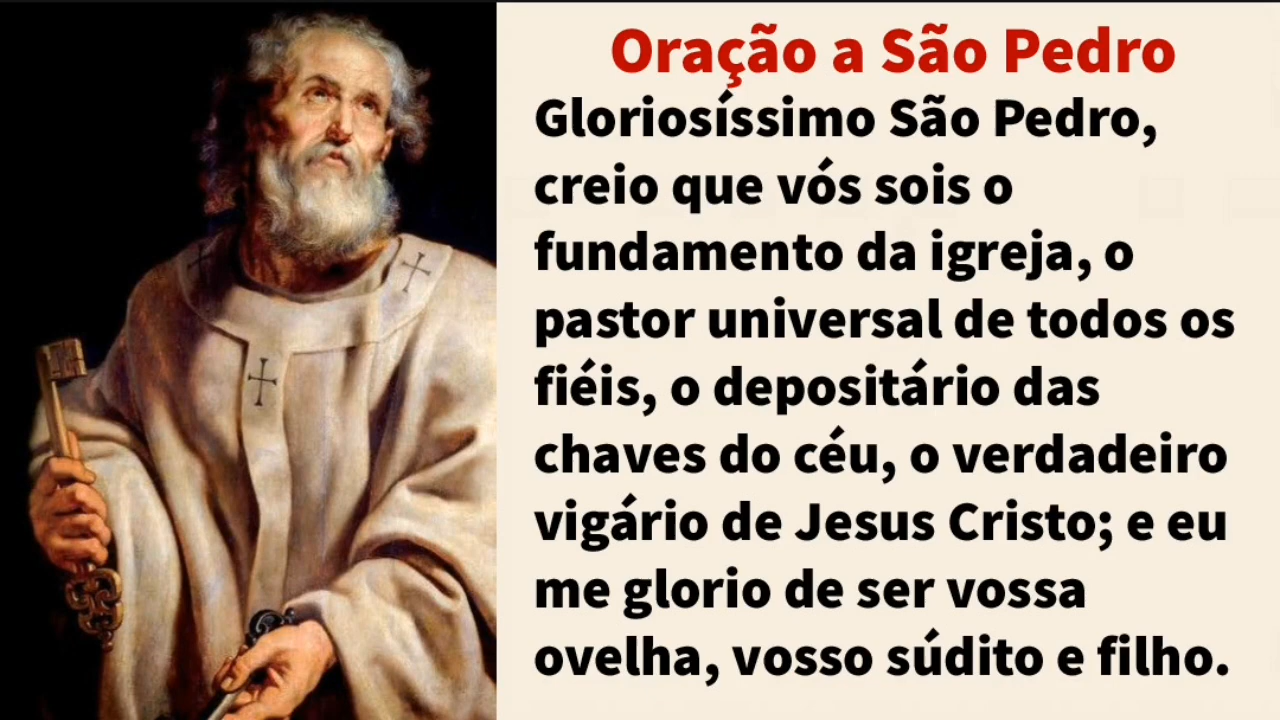 Oração a São Pedro
Gloriosíssimo São Pedro,
creio que vós sois o
fundamento da igreja, o
pastor universal de todos os
fiéis, o depositário das
chaves do céu, o verdadeiro
vigário de Jesus Cristo; e eu
me glorio de ser vossa
ovelha, vosso súdito e filho.